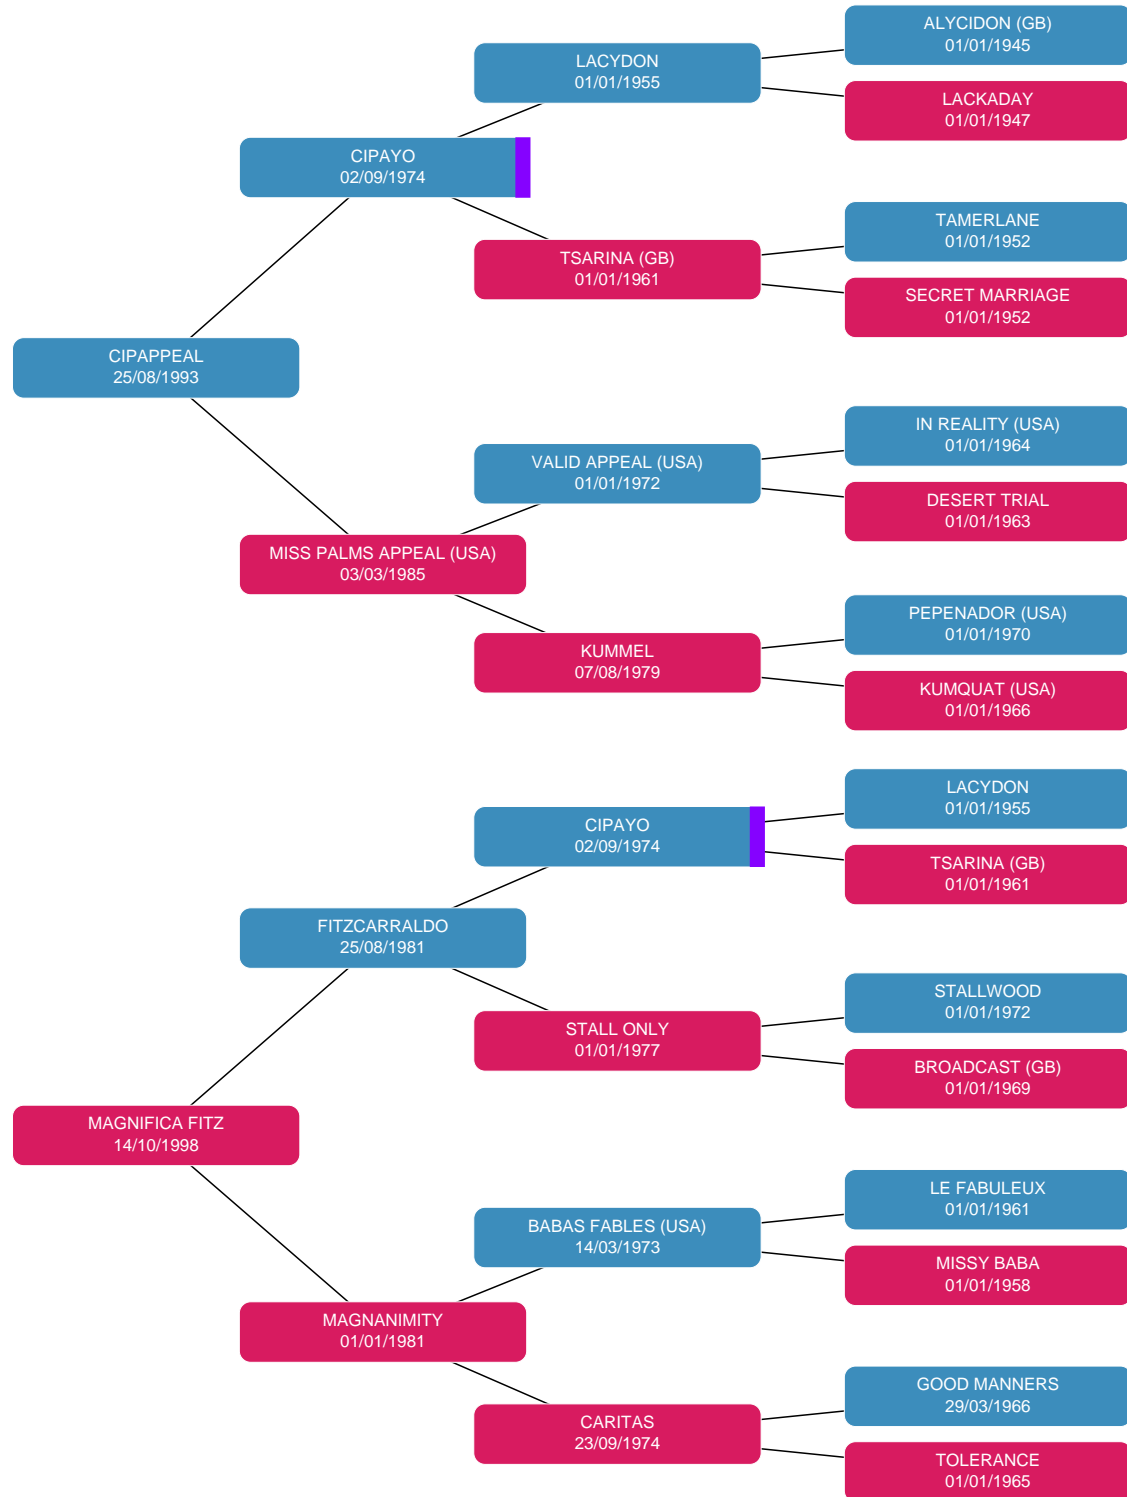 ALYCIDON (GB)
01/01/1945
LACYDON
01/01/1955
LACKADAY
01/01/1947
CIPAYO
02/09/1974
TAMERLANE
01/01/1952
TSARINA (GB)
01/01/1961
SECRET MARRIAGE
01/01/1952
CIPAPPEAL
25/08/1993
IN REALITY (USA)
01/01/1964
VALID APPEAL (USA)
01/01/1972
DESERT TRIAL
01/01/1963
MISS PALMS APPEAL (USA)
03/03/1985
PEPENADOR (USA)
01/01/1970
KUMMEL
07/08/1979
KUMQUAT (USA)
01/01/1966
LACYDON
01/01/1955
CIPAYO
02/09/1974
TSARINA (GB)
01/01/1961
FITZCARRALDO
25/08/1981
STALLWOOD
01/01/1972
STALL ONLY
01/01/1977
BROADCAST (GB)
01/01/1969
MAGNIFICA FITZ
14/10/1998
LE FABULEUX
01/01/1961
BABAS FABLES (USA)
14/03/1973
MISSY BABA
01/01/1958
MAGNANIMITY
01/01/1981
GOOD MANNERS
29/03/1966
CARITAS
23/09/1974
TOLERANCE
01/01/1965